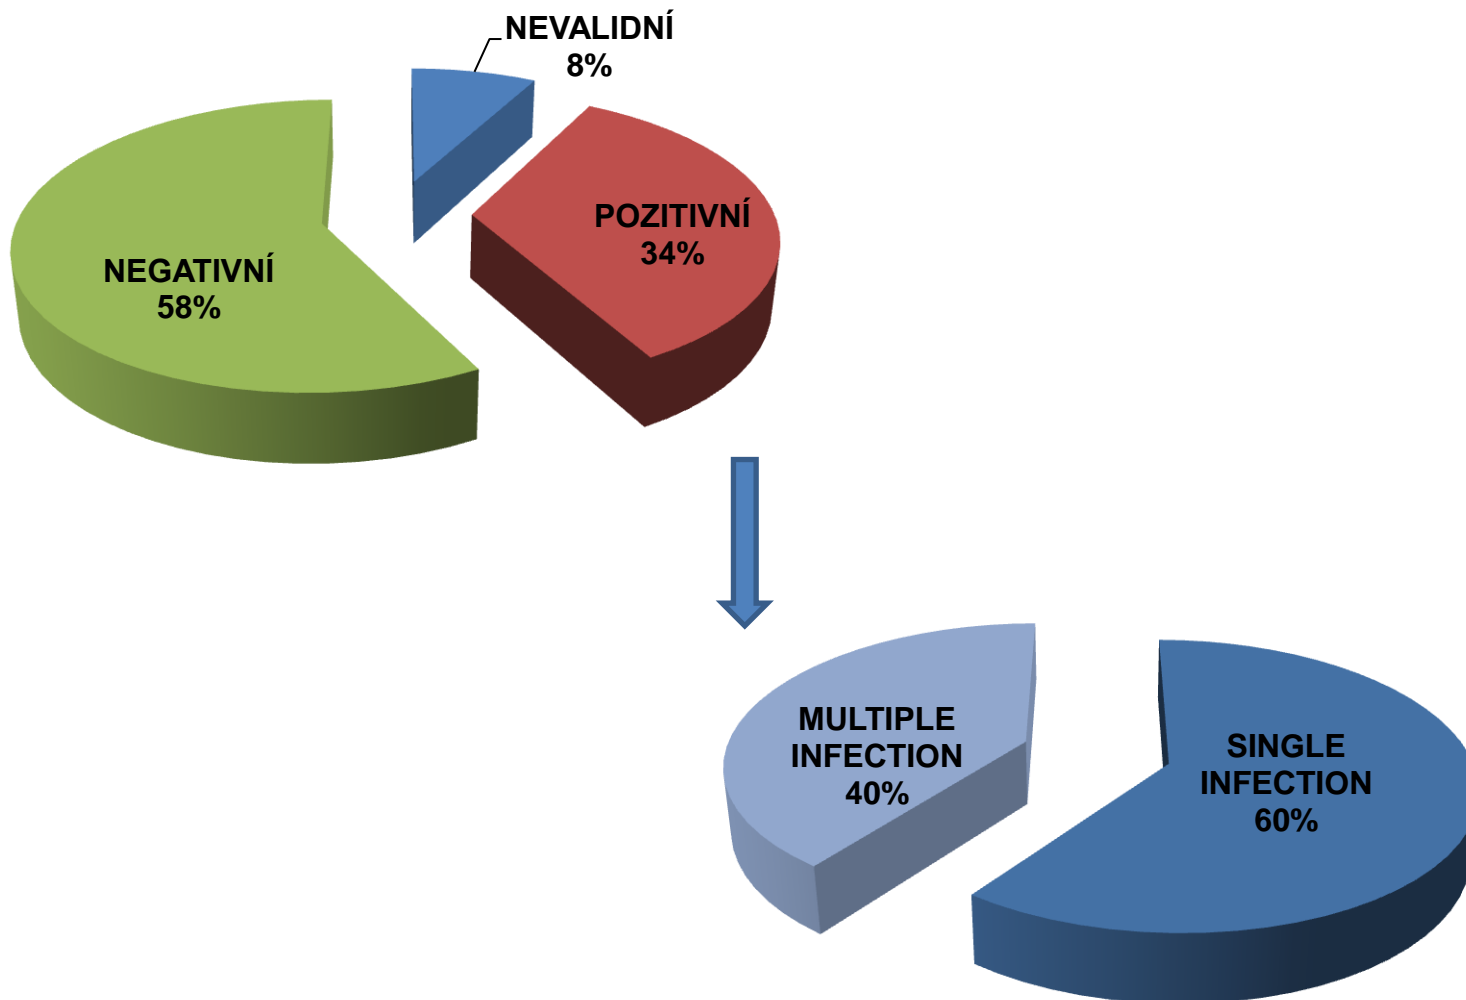 NEVALIDNÍ
8%
POZITIVNÍ
34%
NEGATIVNÍ
58%
MULTIPLE
INFECTION
40%
SINGLE
INFECTION
60%